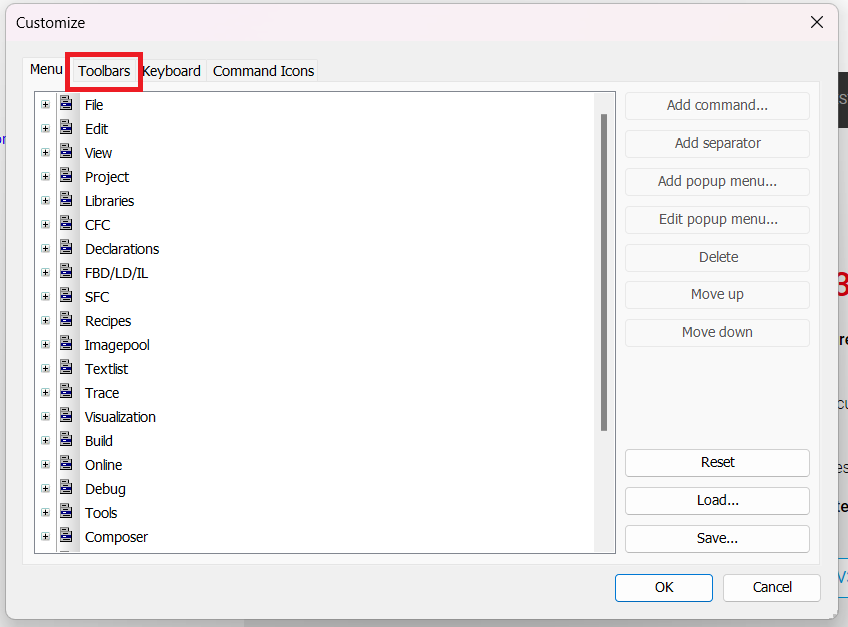 Customize
Menu Toolbars Keyboard Command Icons
File
Edit
View
Project
Libraries
CFC
Declarations
FBD/LD/IL
SFC
Recipes
Imagepool
Textlist
Trace
Visualization
Build
Online
Debug
Tools
Composer
Add command...
Add separator
Add popup menu...
Edit popup menu...
Delete
Move up
Move down
Reset
Load...
Save...
OK Cancel